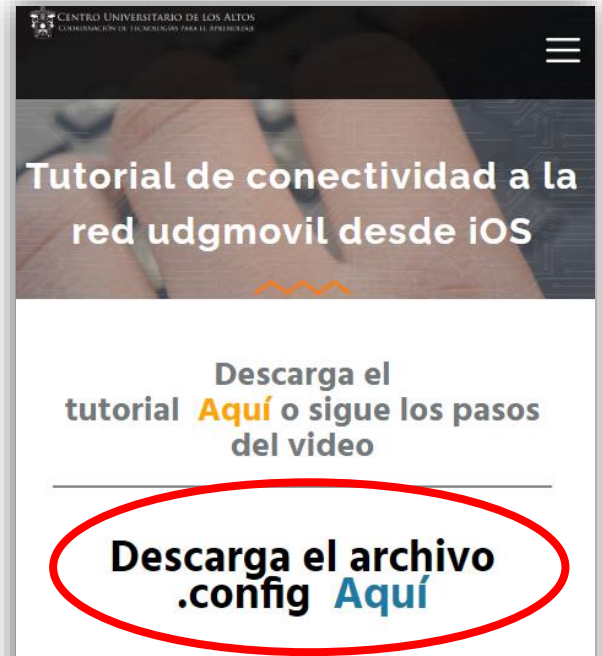 CENTRO UNIVERSITARIO DE LOS ALTOS
COORDINACIÓN DE TECNOLOGÍAS PARA EL APRENDIZAJE
Tutorial de conectividad a la
red udgmovil desde iOS
Descarga el
tutorial Aquí o sigue los pasos
del video
Descarga el archivo
.config Aquí